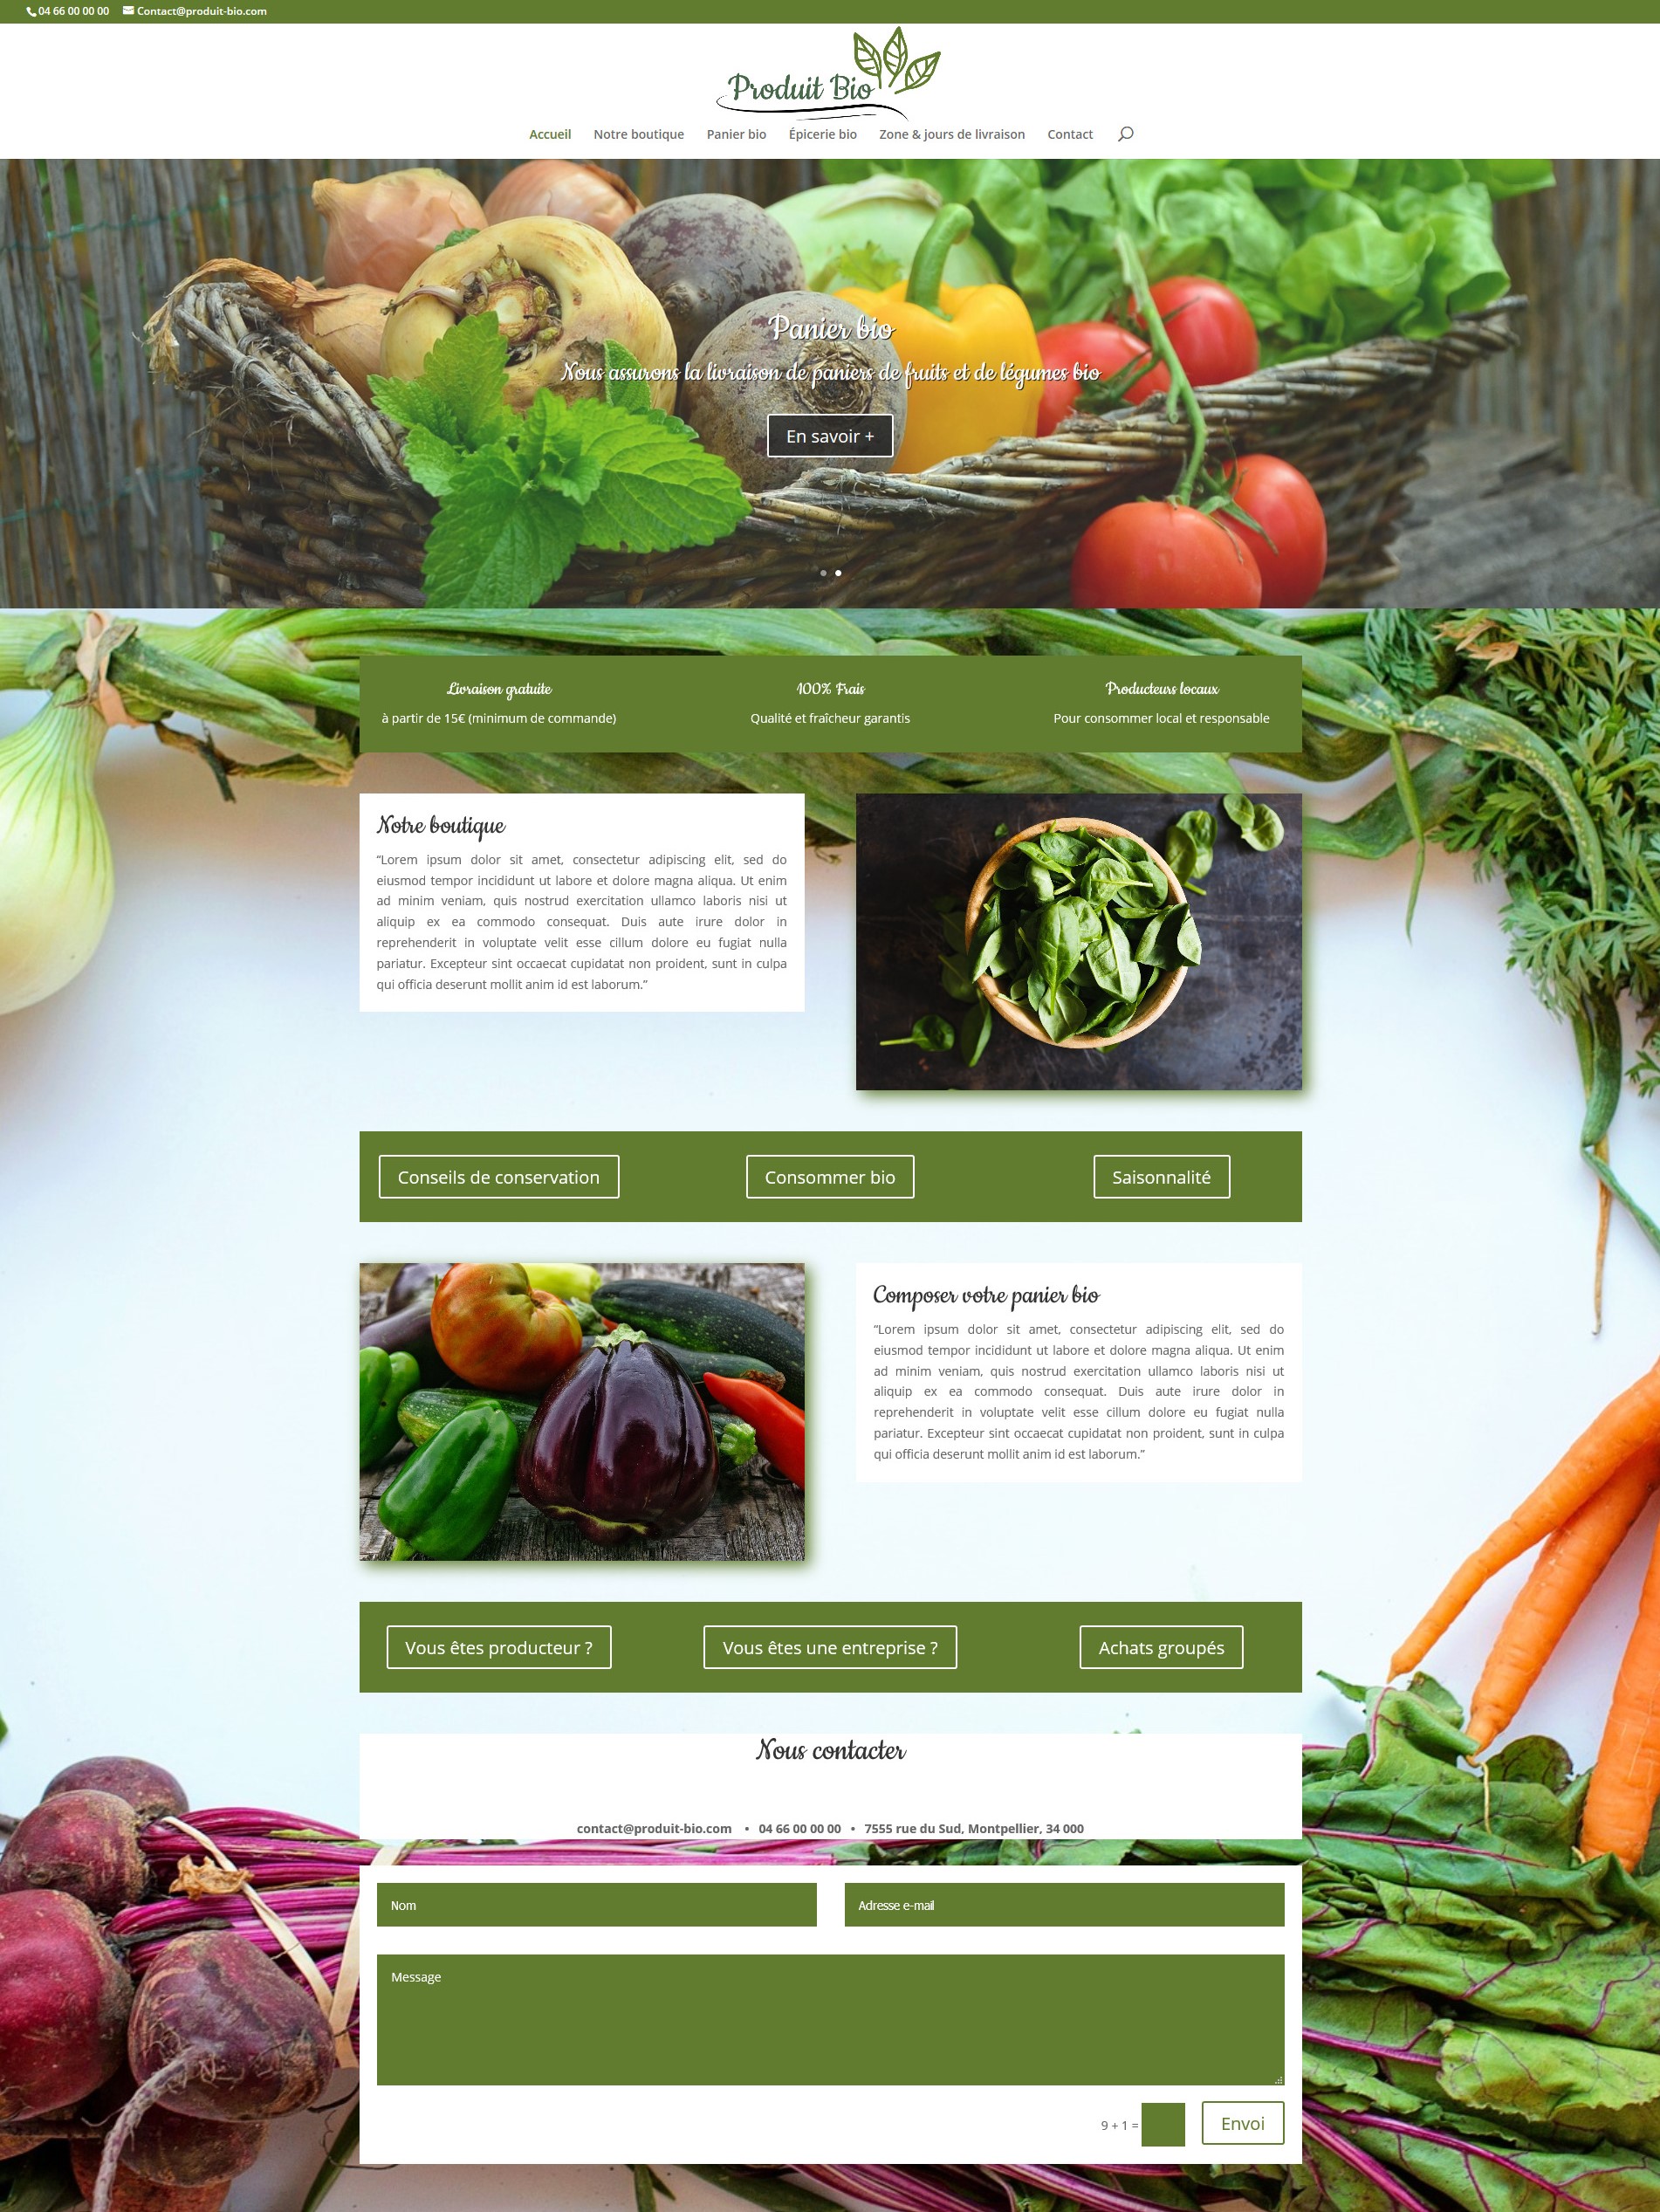 04 66 00 00 00 Contact@produit-bio.com
Produit Bio
Accueil Notre boutique Panier bio Épicerie bio Zone & jours de livraison Contact
Panier bio
Nous assurons la livraison de paniers de fruits et de légumes bio
En savoir +
Livraison gratuite
à partir de 15€ (minimum de commande)
100% Frais
Qualité et fraîcheur garantis
Producteurs locaux
Pour consommer local et responsable
Notre boutique
“Lorem ipsum dolor sit amet, consectetur adipiscing elit, sed do
eiusmod tempor incididunt ut labore et dolore magna aliqua. Ut enim
ad minim veniam, quis nostrud exercitation ullamco laboris nisi ut
aliquip ex ea commodo consequat. Duis aute irure dolor in
reprehenderit in voluptate velit esse cillum dolore eu fugiat nulla
pariatur. Excepteur sint occaecat cupidatat non proident, sunt in culpa
qui officia deserunt mollit anim id est laborum.”
Conseils de conservation
Consommer bio
Saisonnalité
Composer votre panier bio
“Lorem ipsum dolor sit amet, consectetur adipiscing elit, sed do
eiusmod tempor incididunt ut labore et dolore magna aliqua. Ut enim
ad minim veniam, quis nostrud exercitation ullamco laboris nisi ut
aliquip ex ea commodo consequat. Duis aute irure dolor in
reprehenderit in voluptate velit esse cillum dolore eu fugiat nulla
pariatur. Excepteur sint occaecat cupidatat non proident, sunt in culpa
qui officia deserunt mollit anim id est laborum.”
Vous êtes producteur ?
Vous êtes une entreprise ?
Achats groupés
Nous contacter
contact@produit-bio.com • 04 66 00 00 00 • 7555 rue du Sud, Montpellier, 34 000
Nom
Adresse e-mail
Message
9 + 1 =
Envoi